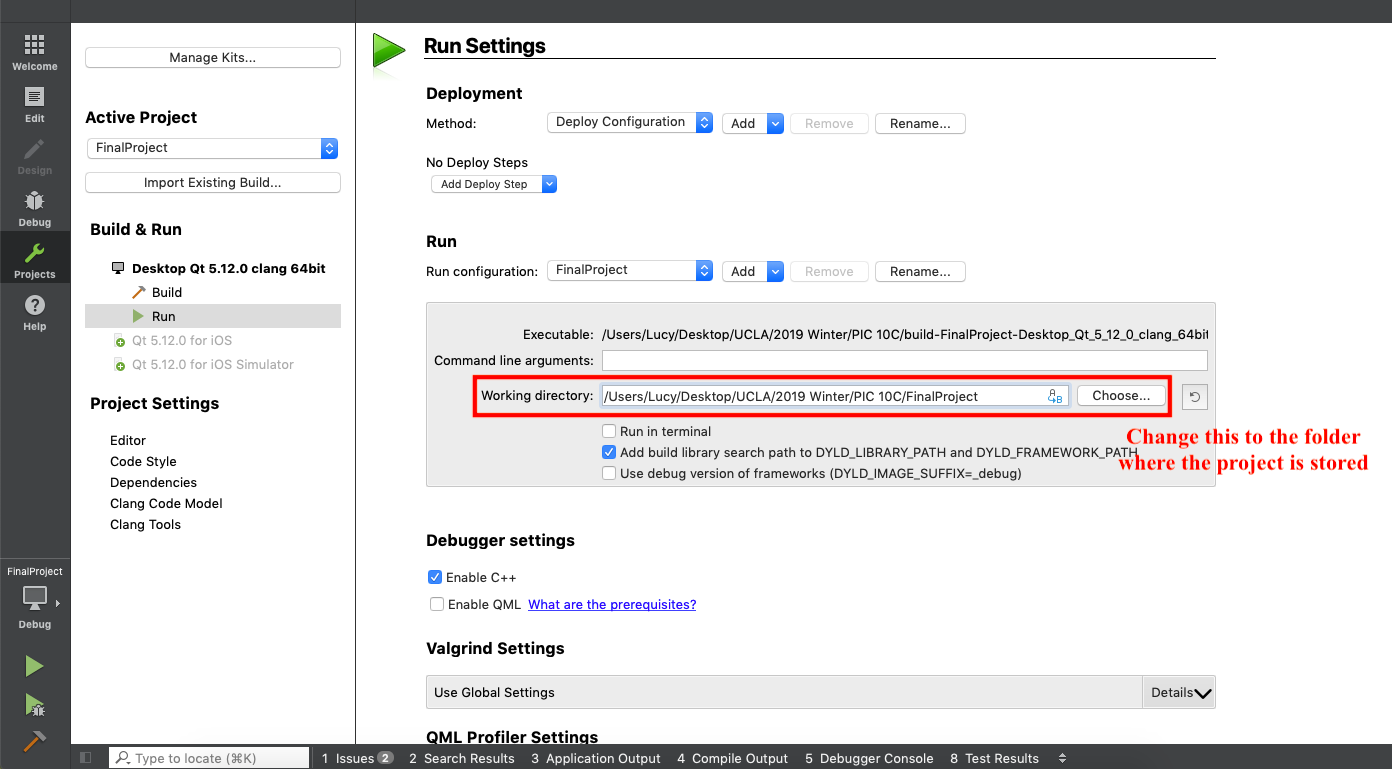 Welcome
Edit
Design
Debug
Projects
Help
FinalProject
Debug
Manage Kits...
Active Project
FinalProject
Import Existing Build...
Build & Run
Desktop Qt 5.12.0 clang 64bit
Build
Run
Qt 5.12.0 for iOS
Qt 5.12.0 for iOS Simulator
Project Settings
Editor
Code Style
Dependencies
Clang Code Model
Clang Tools
Run Settings
Deployment
Method: Deploy Configuration Add Remove Rename...
No Deploy Steps
Add Deploy Step
Run
Run configuration: FinalProject Add Remove Rename...
Executable: /Users/Lucy/Desktop/UCLA/2019 Winter/PIC 10C/build-FinalProject-Desktop_Qt_5_12_0_clang_64bit
Command line arguments:
Working directory: /Users/Lucy/Desktop/UCLA/2019 Winter/PIC 10C/FinalProject Choose...
Run in terminal
Add build library search path to DYLD_LIBRARY_PATH and DYLD_FRAMEWORK_PATH
Use debug version of frameworks (DYLD_IMAGE_SUFFIX=_debug)
Change this to the folder
where the project is stored
Debugger settings
Enable C++
Enable QML What are the prerequisites?
Valgrind Settings
Use Global Settings Details
QML Profiler Settings
Type to locate (⌘K) 1 Issues 2 2 Search Results 3 Application Output 4 Compile Output 5 Debugger Console 8 Test Results